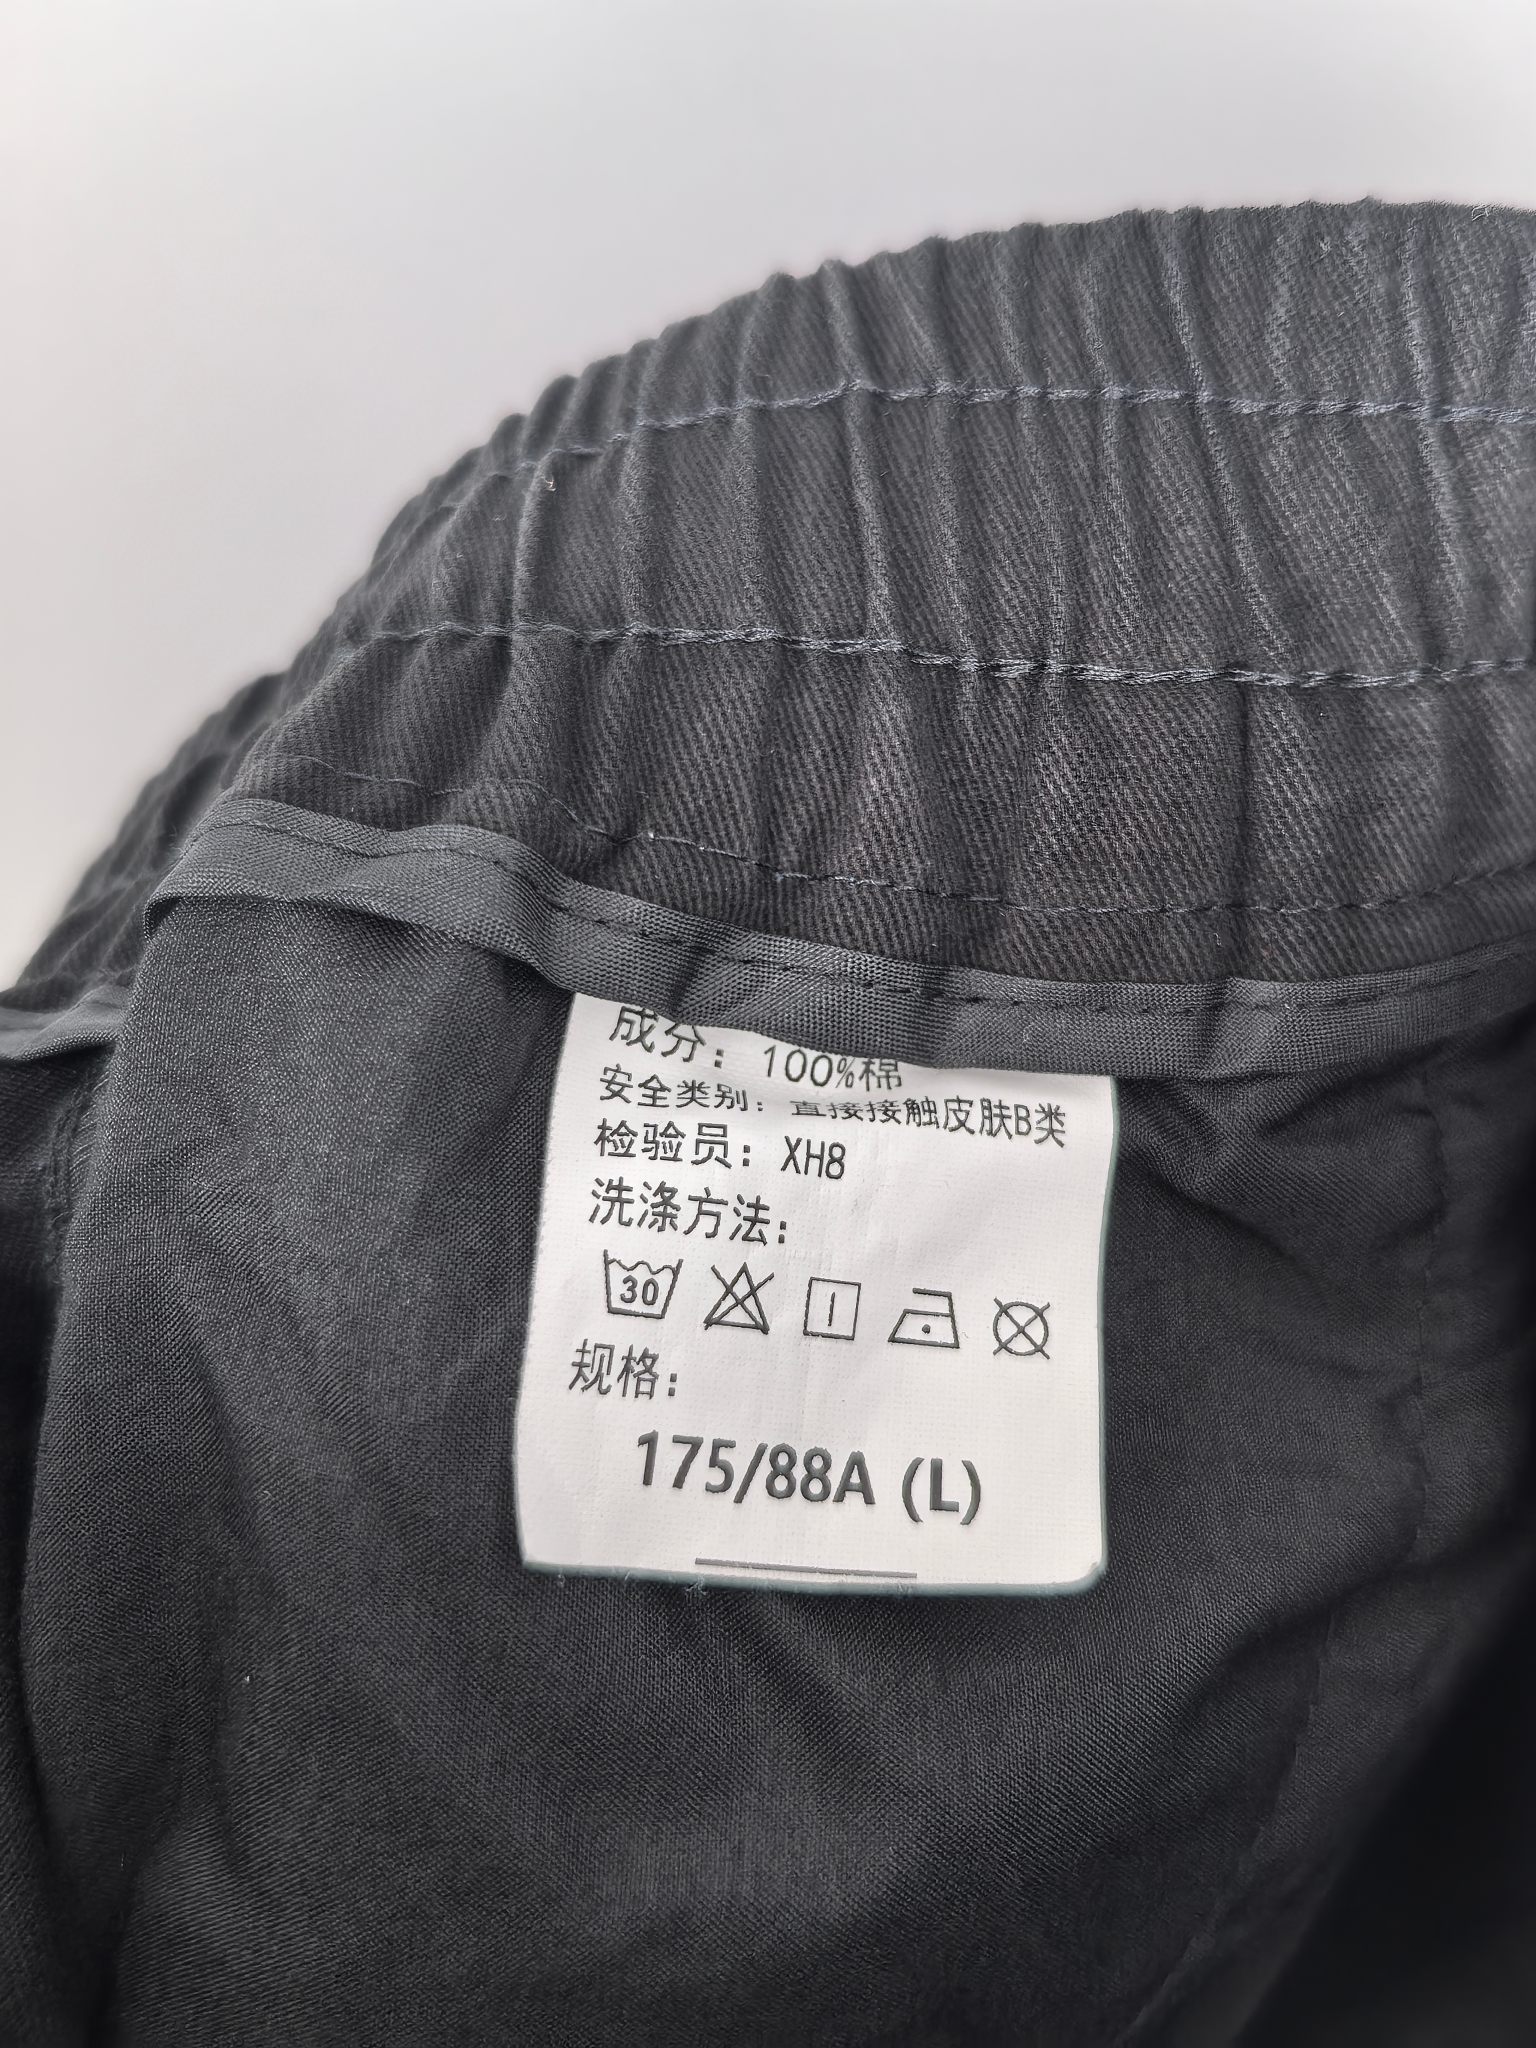 成分：100%棉
安全类别：直接接触皮肤B类
检验员：XH8
洗涤方法：
30
规格：
175/88A (L)